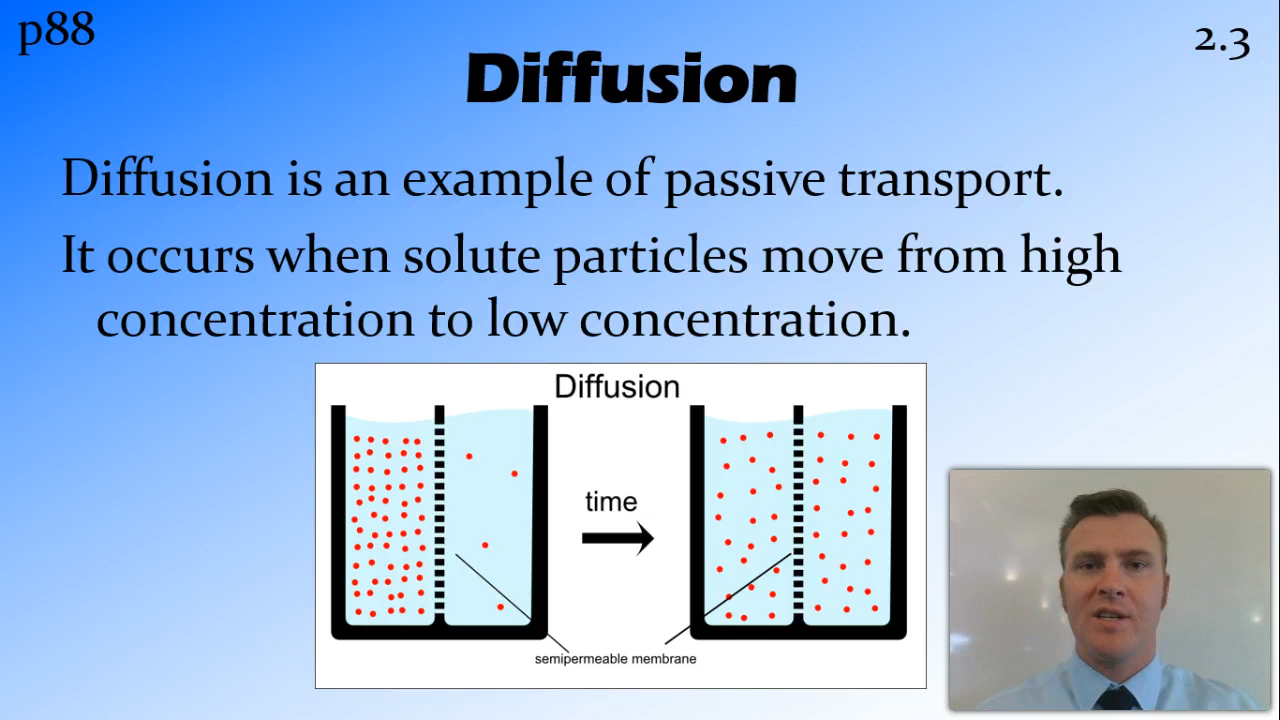 p88
2.3
Diffusion
Diffusion is an example of passive transport.
It occurs when solute particles move from high
concentration to low concentration.
Diffusion
time
semipermeable membrane